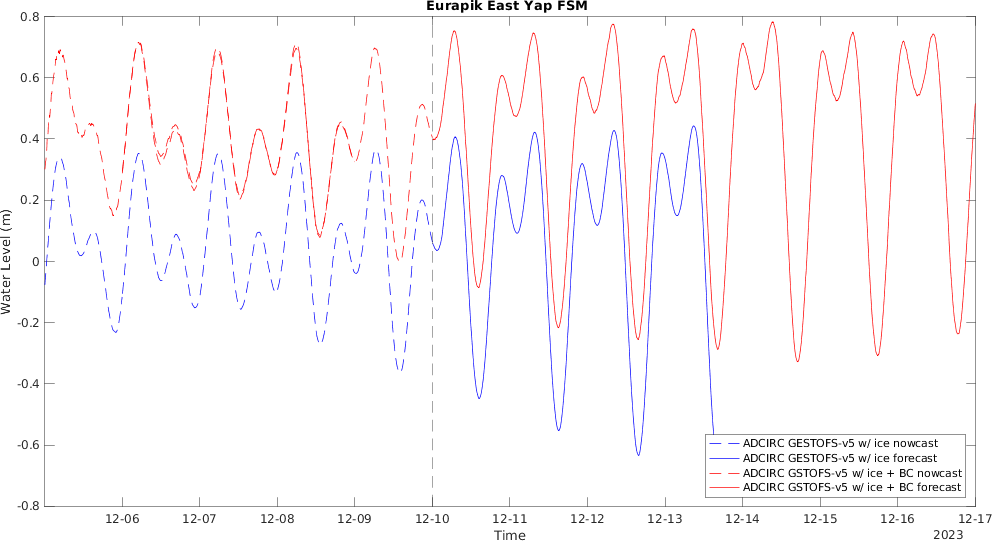 Eurapik East Yap FSM
Water Level (m)
0.8
0.6
0.4
0.2
0
-0.2
-0.4
-0.6
-0.8
ADCIRC GESTOFS-v5 w/ ice nowcast
ADCIRC GESTOFS-v5 w/ ice forecast
ADCIRC GSTOFS-v5 w/ ice + BC nowcast
ADCIRC GSTOFS-v5 w/ ice + BC forecast
12-06 12-07 12-08 12-09 12-10 12-11 12-12 12-13 12-14 12-15 12-16 12-17
Time
2023